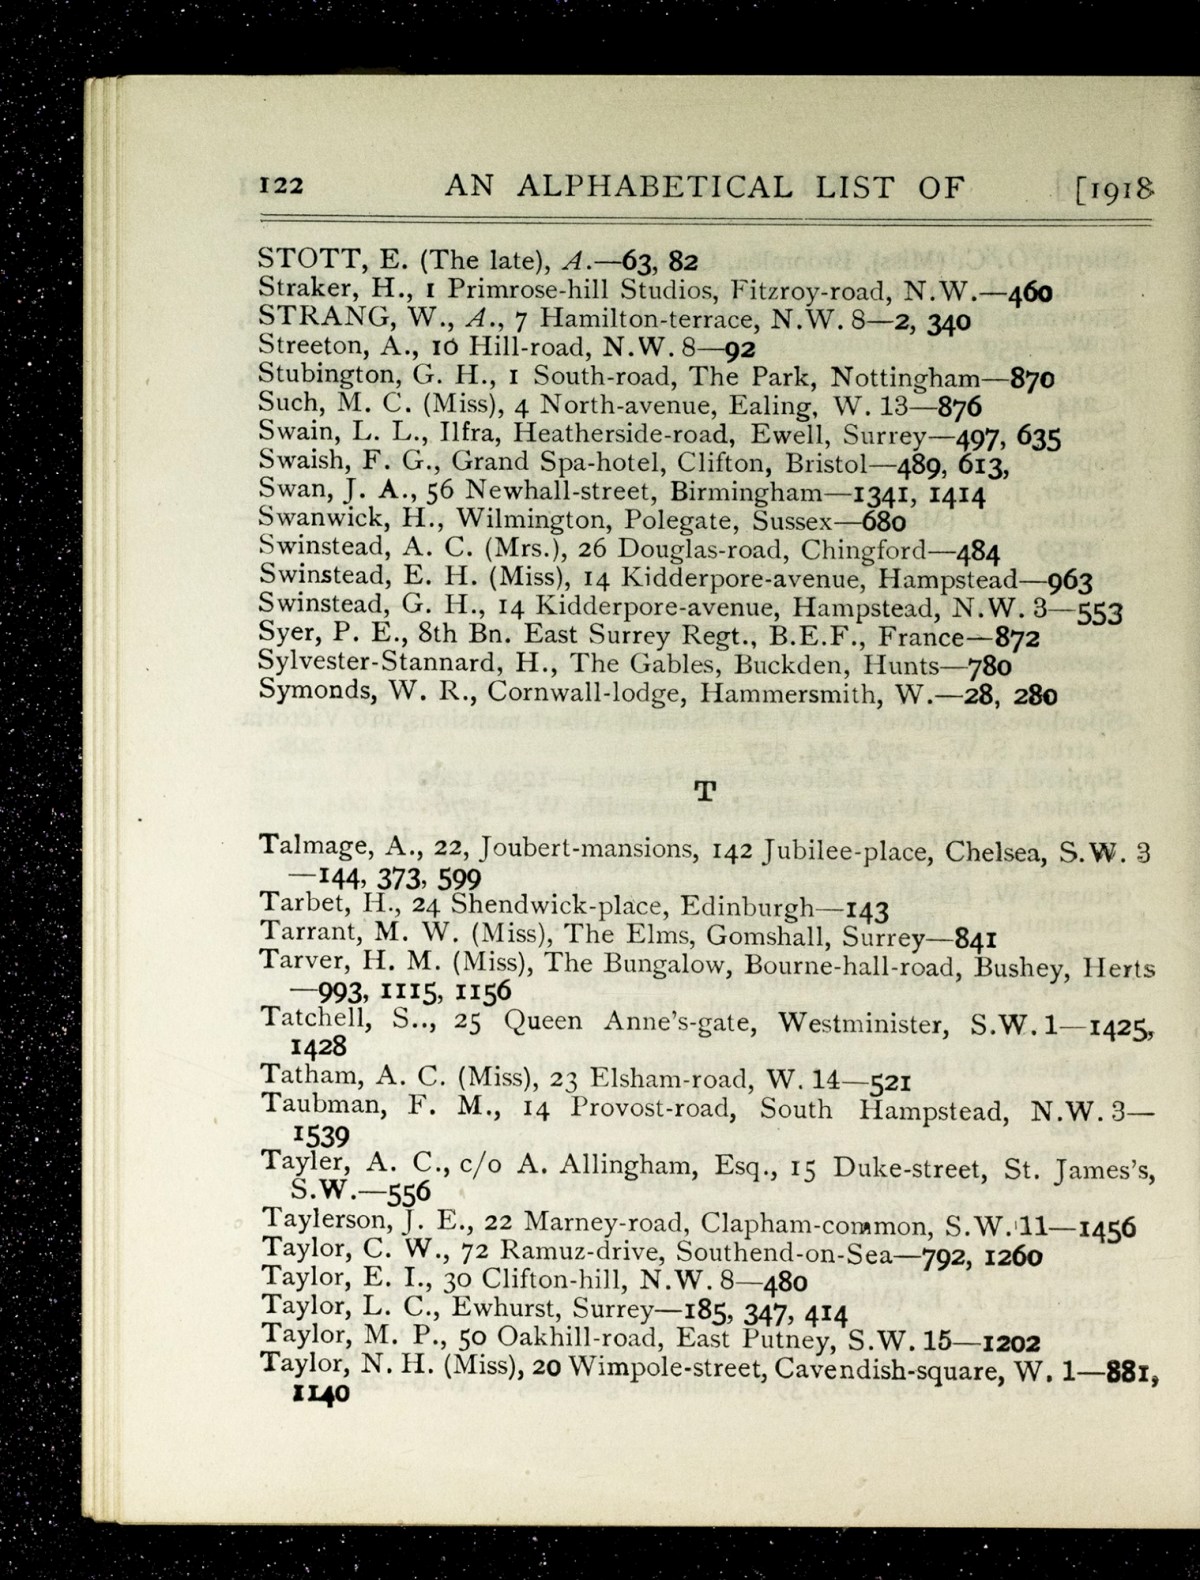 122 AN ALPHABETICAL LIST OF [1918
STOTT, E. (The late), A.—63, 82
Straker, H., 1 Primrose-hill Studios, Fitzroy-road, N.W.—460
STRANG, W., A., 7 Hamilton-terrace, N.W. 8—2, 340
Streeton, A., 10 Hill-road, N.W. 8—92
Stubington, G. H., 1 South-road, The Park, Nottingham—870
Such, M. C. (Miss), 4 North-avenue, Ealing, W. 13—876
Swain, L. L., Ilfra, Heatherside-road, Ewell, Surrey—497, 635
Swaish, F. G., Grand Spa-hotel, Clifton, Bristol—489, 613,
Swan, J. A., 56 Newhall-street, Birmingham—1341, 1414
Swanwick, H., Wilmington, Polegate, Sussex—680
Swinstead, A. C. (Mrs.), 26 Douglas-road, Chingford—484
Swinstead, E. H. (Miss), 14 Kidderpore-avenue, Hampstead—963
Swinstead, G. H., 14 Kidderpore-avenue, Hampstead, N.W. 3—553
Syer, P. E., 8th Bn. East Surrey Regt., B.E.F., France—872
Sylvester-Stannard, H., The Gables, Buckden, Hunts—780
Symonds, W. R., Cornwall-lodge, Hammersmith, W.—28, 280
T
Talmage, A., 22, Joubert-mansions, 142 Jubilee-place, Chelsea, S.W. 3
—144, 373, 599
Tarbet, H., 24 Shendwick-place, Edinburgh—143
Tarrant, M. W. (Miss), The Elms, Gomshall, Surrey—841
Tarver, H. M. (Miss), The Bungalow, Bourne-hall-road, Bushey, Herts
—993, 1115, 1156
Tatchell, S.., 25 Queen Anne's-gate, Westminister, S.W. 1—1425,
1428
Tatham, A. C. (Miss), 23 Elsham-road, W. 14—521
Taubman, F. M., 14 Provost-road, South Hampstead, N.W. 3—
1539
Tayler, A. C., c/o A. Allingham, Esq., 15 Duke-street, St. James's,
S.W.—556
Taylerson, J. E., 22 Marney-road, Clapham-common, S.W. 11—1456
Taylor, C. W., 72 Ramuz-drive, Southend-on-Sea—792, 1260
Taylor, E. I., 30 Clifton-hill, N.W. 8—480
Taylor, L. C., Ewhurst, Surrey—185, 347, 414
Taylor, M. P., 50 Oakhill-road, East Putney, S.W. 15—1202
Taylor, N. H. (Miss), 20 Wimpole-street, Cavendish-square, W. 1—881,
1140